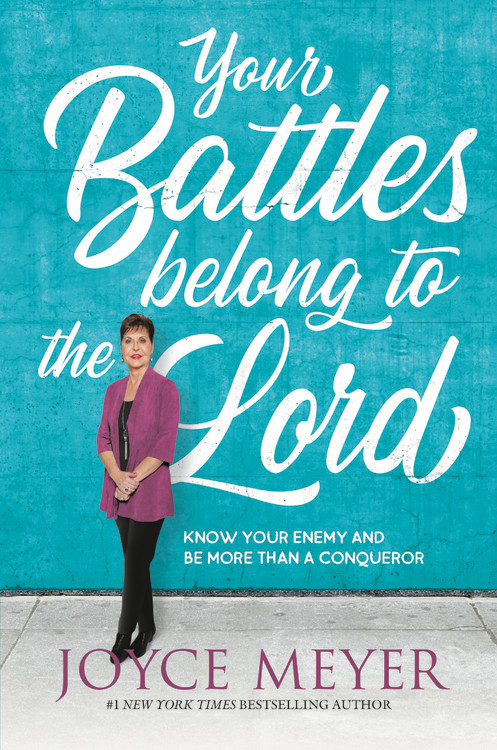 Your
Battles
belong to
the Lord
KNOW YOUR ENEMY AND
BE MORE THAN A CONQUEROR
JOYCE MEYER
#1 NEW YORK TIMES BESTSELLING AUTHOR